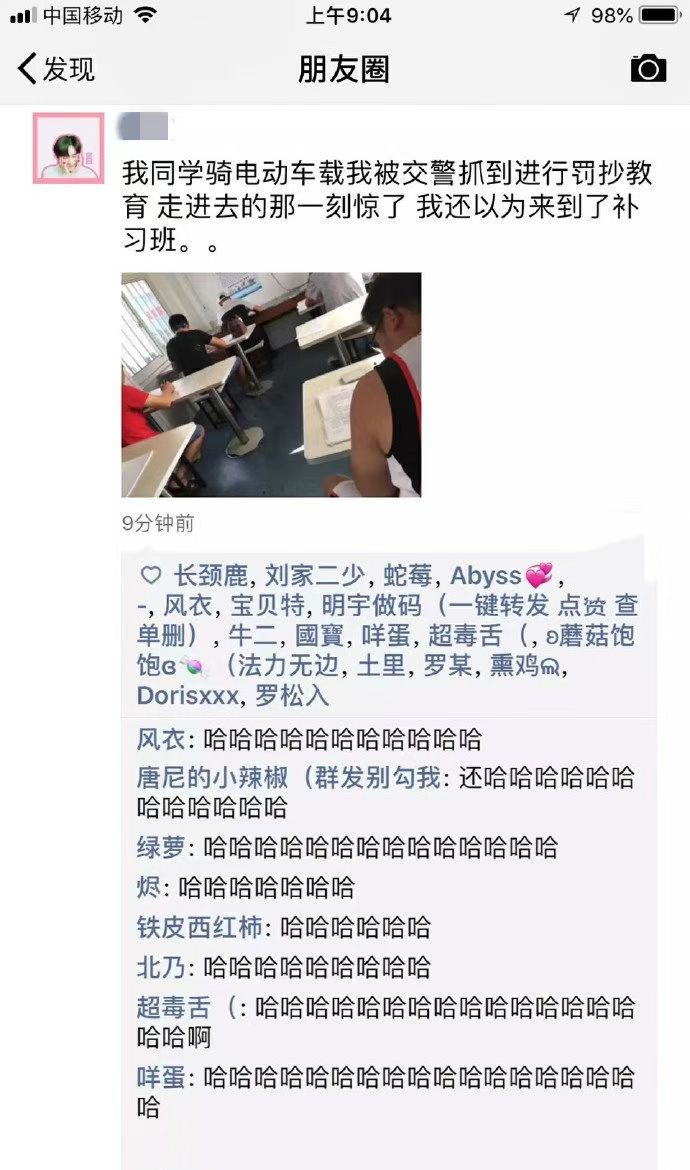 中国移动
上午9:04
98%
发现
朋友圈
我同学骑电动车载我被交警抓到进行罚抄教
育 走进去的那一刻惊了 我还以为来到了补
习班。。
9分钟前
长颈鹿, 刘家二少, 蛇莓, Abyss💞,
-, 风衣, 宝贝特, 明宇做码（一键转发 点赞 查
单删）, 牛二, 國寶, 咩蛋, 超毒舌（, ʚ蘑菇饱
饱ɞ🍬（法力无边, 土里, 罗某, 熏鸡ଲ,
Dorisxxx, 罗松入
风衣: 哈哈哈哈哈哈哈哈哈哈哈
唐尼的小辣椒（群发别勾我: 还哈哈哈哈哈哈
哈哈哈哈哈哈
绿萝: 哈哈哈哈哈哈哈哈哈哈哈哈哈哈
烬: 哈哈哈哈哈哈哈
铁皮西红柿: 哈哈哈哈哈哈
北乃: 哈哈哈哈哈哈哈哈哈
超毒舌（: 哈哈哈哈哈哈哈哈哈哈哈哈哈哈哈
哈哈啊
咩蛋: 哈哈哈哈哈哈哈哈哈哈哈哈哈哈哈哈哈
哈